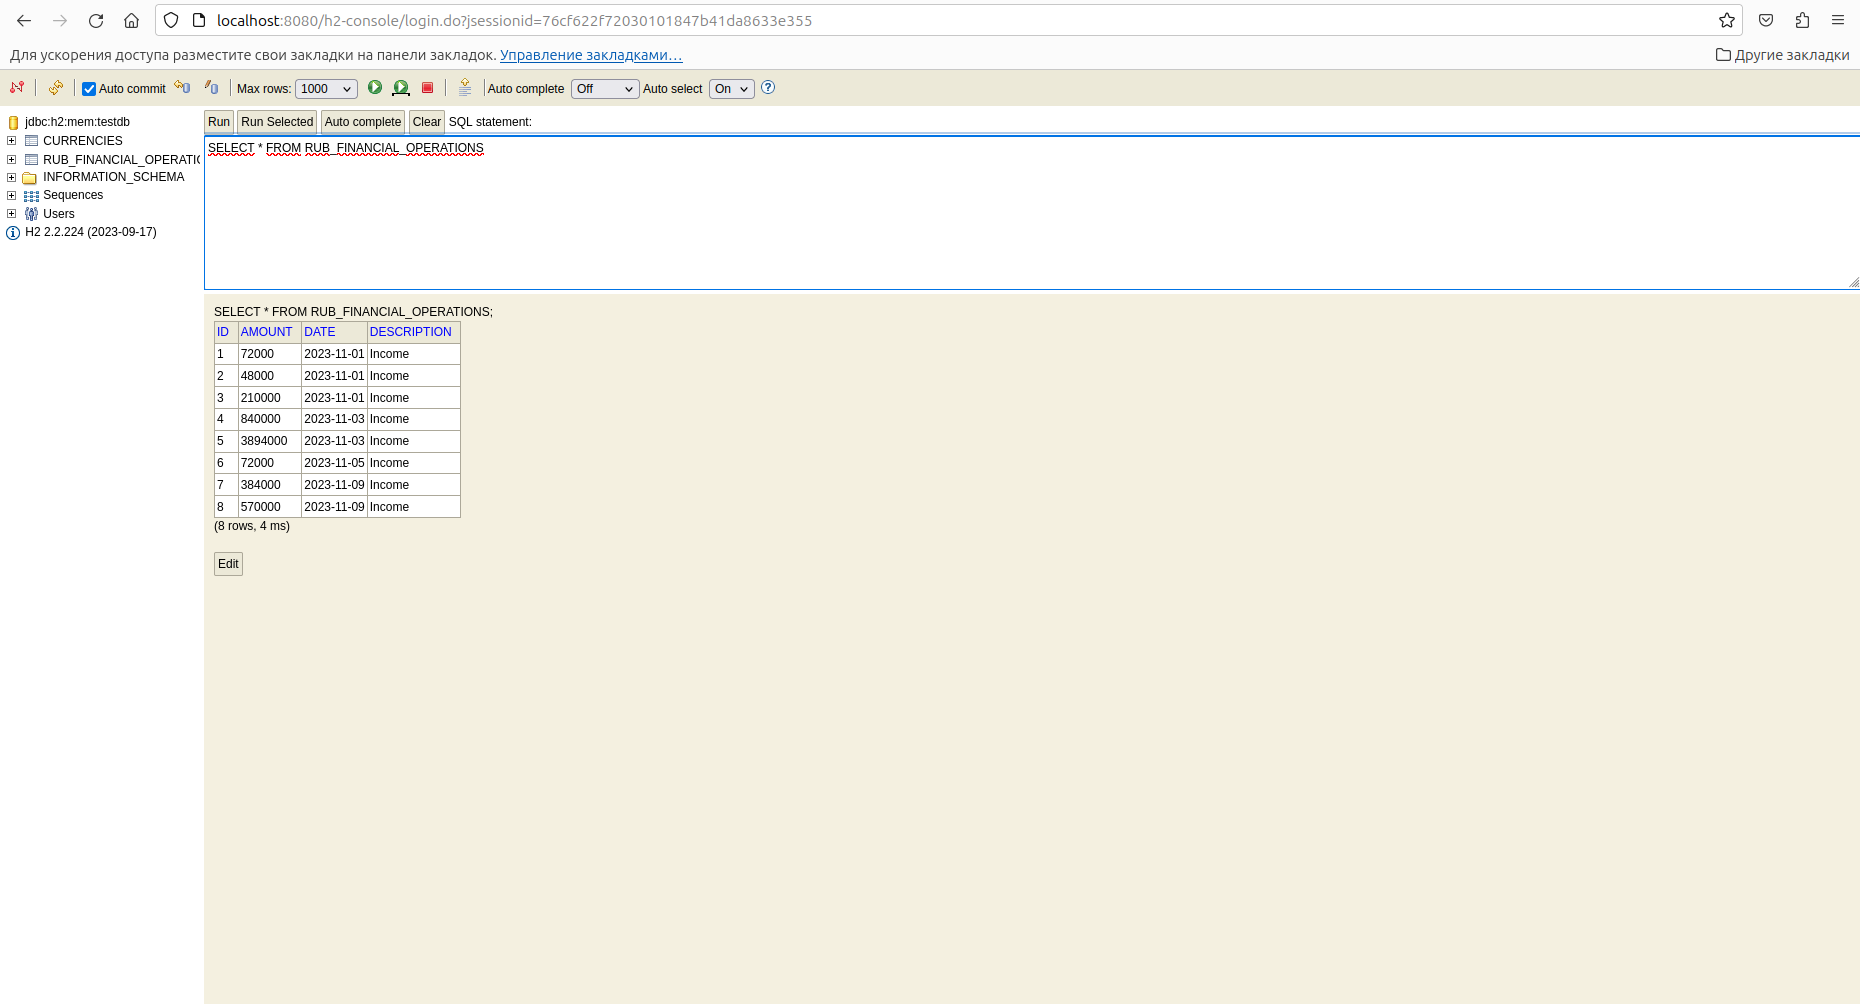 localhost:8080/h2-console/login.do?jsessionid=76cf622f72030101847b41da8633e355
Для ускорения доступа разместите свои закладки на панели закладок. Управление закладками… Другие закладки
Auto commit Max rows: 1000 Auto complete Off Auto select On ?
jdbc:h2:mem:testdb
CURRENCIES
RUB_FINANCIAL_OPERATIO
INFORMATION_SCHEMA
Sequences
Users
H2 2.2.224 (2023-09-17)
Run Run Selected Auto complete Clear SQL statement:
SELECT * FROM RUB_FINANCIAL_OPERATIONS
SELECT * FROM RUB_FINANCIAL_OPERATIONS;
ID AMOUNT DATE DESCRIPTION
1 72000 2023-11-01 Income
2 48000 2023-11-01 Income
3 210000 2023-11-01 Income
4 840000 2023-11-03 Income
5 3894000 2023-11-03 Income
6 72000 2023-11-05 Income
7 384000 2023-11-09 Income
8 570000 2023-11-09 Income
(8 rows, 4 ms)
Edit